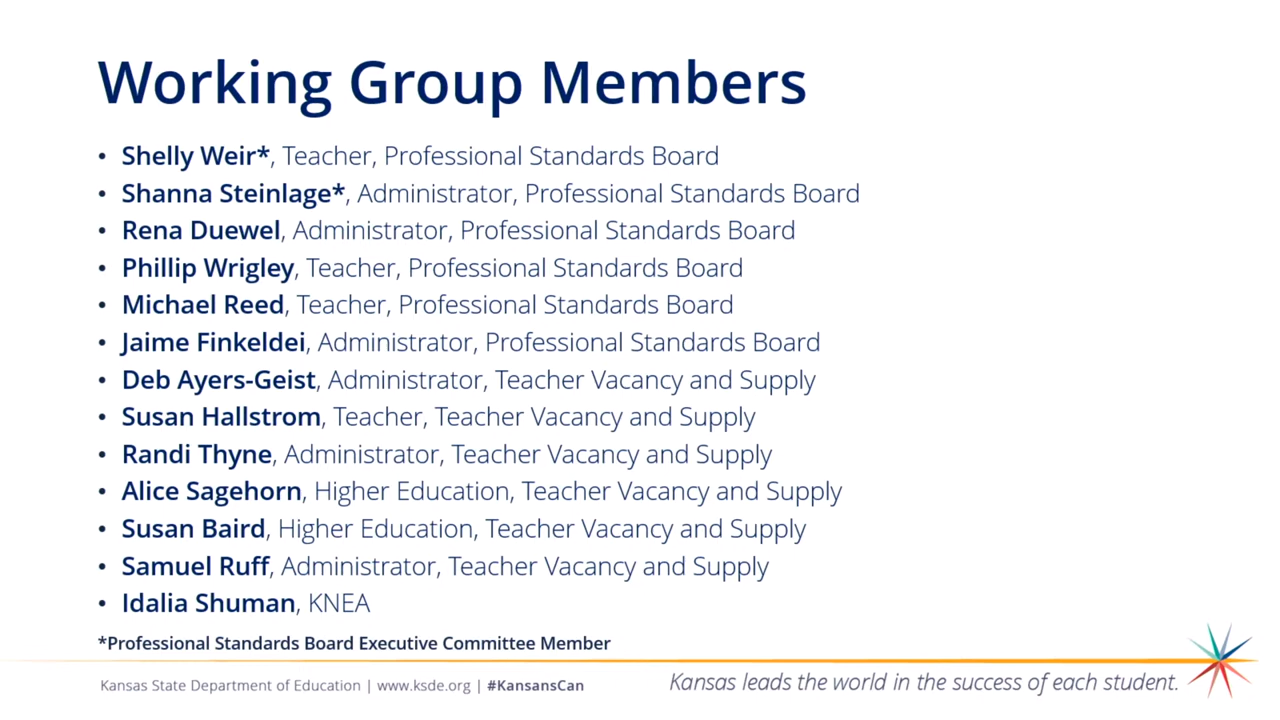 Working Group Members
• Shelly Weir*, Teacher, Professional Standards Board
• Shanna Steinlage*, Administrator, Professional Standards Board
• Rena Duewel, Administrator, Professional Standards Board
• Phillip Wrigley, Teacher, Professional Standards Board
• Michael Reed, Teacher, Professional Standards Board
• Jaime Finkeldei, Administrator, Professional Standards Board
• Deb Ayers-Geist, Administrator, Teacher Vacancy and Supply
• Susan Hallstrom, Teacher, Teacher Vacancy and Supply
• Randi Thyne, Administrator, Teacher Vacancy and Supply
• Alice Sagehorn, Higher Education, Teacher Vacancy and Supply
• Susan Baird, Higher Education, Teacher Vacancy and Supply
• Samuel Ruff, Administrator, Teacher Vacancy and Supply
• Idalia Shuman, KNEA
*Professional Standards Board Executive Committee Member
Kansas State Department of Education | www.ksde.org | #KansansCan
Kansas leads the world in the success of each student.